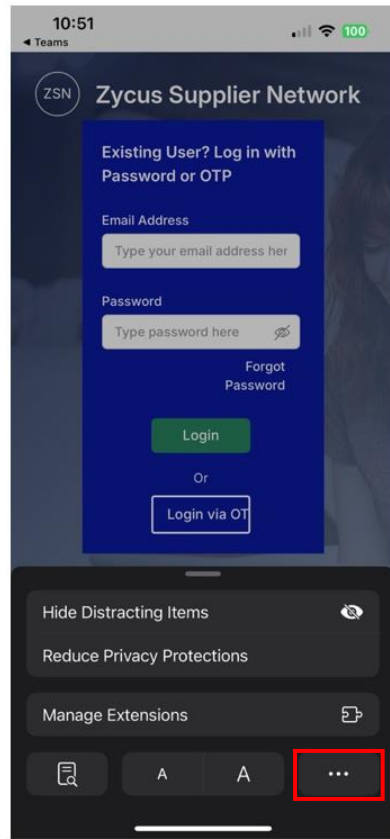 10:51
100
◀ Teams
ZSN
Zycus Supplier Network
Existing User? Log in with
Password or OTP
Email Address
Type your email address her
Password
Type password here
Forgot
Password
Login
Or
Login via OT
Hide Distracting Items
Reduce Privacy Protections
Manage Extensions
A
A
...